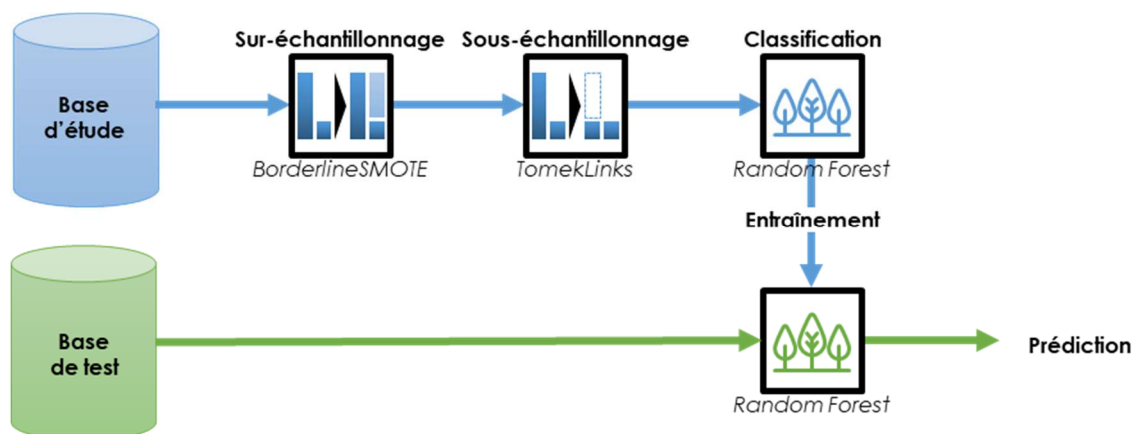 Sur-échantillonnage
Sous-échantillonnage
Classification
Base
d'étude
BorderlineSMOTE
TomekLinks
Random Forest
Entraînement
Base
de test
Prédiction
Random Forest